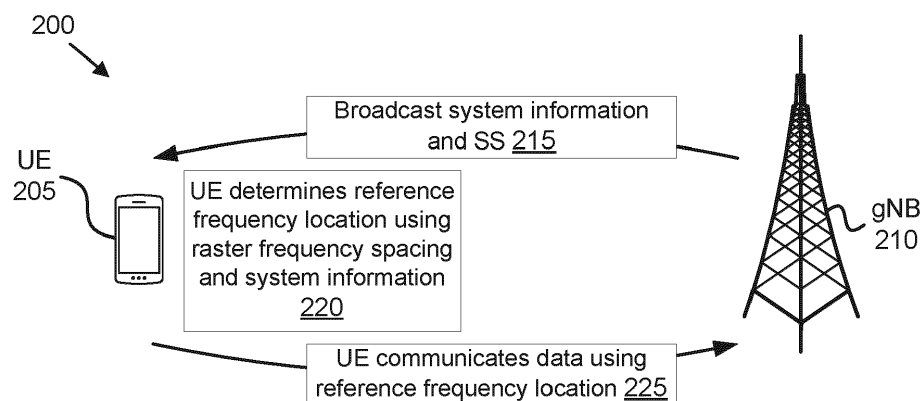 200
Broadcast system information
and SS 215
UE
205
UE determines reference
frequency location using
raster frequency spacing
and system information
220
gNB
210
UE communicates data using
reference frequency location 225